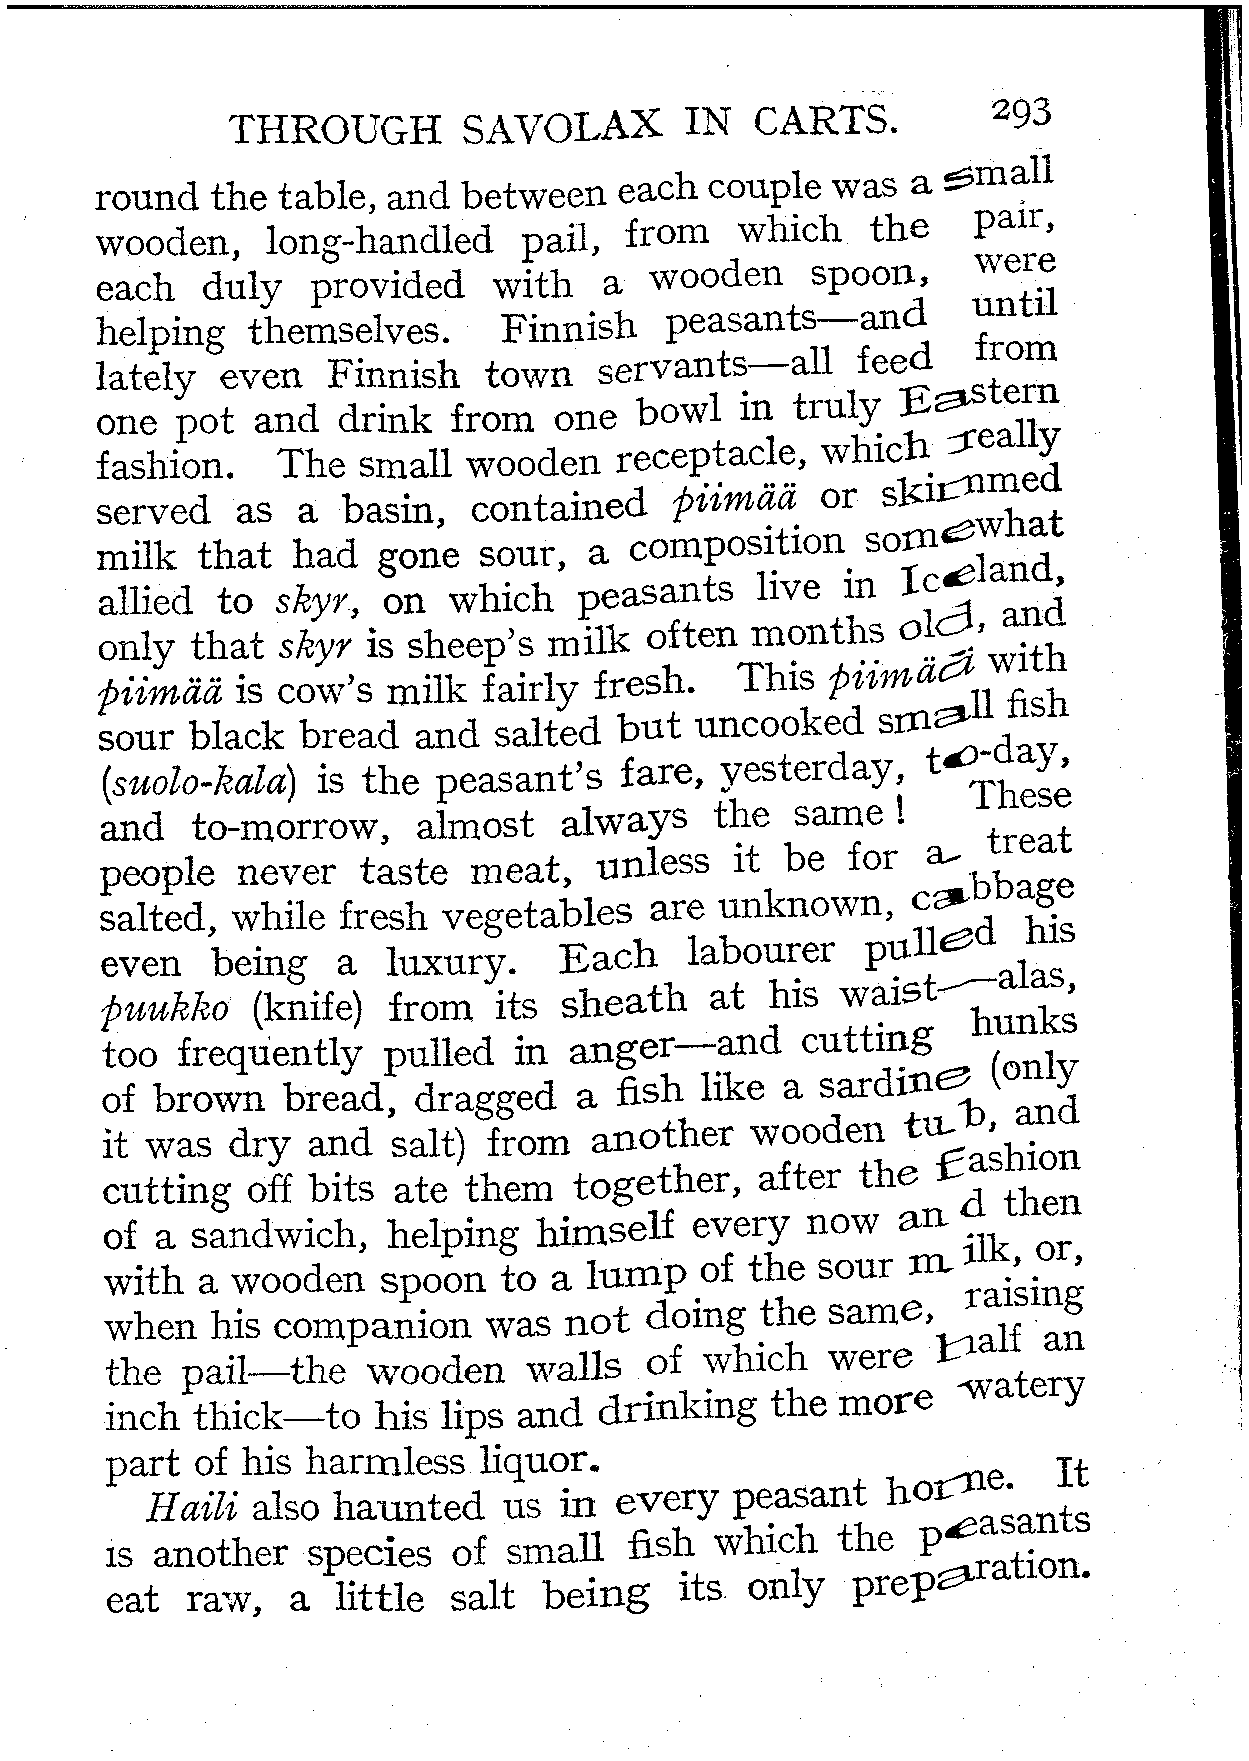 THROUGH SAVOLAX IN CARTS. 293
round the table, and between each couple was a small
wooden, long-handled pail, from which the pair,
each duly provided with a wooden spoon, were
helping themselves. Finnish peasants—and until
lately even Finnish town servants—all feed from
one pot and drink from one bowl in truly Eastern
fashion. The small wooden receptacle, which really
served as a basin, contained piimää or skimmed
milk that had gone sour, a composition somewhat
allied to skyr, on which peasants live in Iceland,
only that skyr is sheep's milk often months old, and
piimää is cow's milk fairly fresh. This piimää with
sour black bread and salted but uncooked small fish
(suolo-kala) is the peasant's fare, yesterday, to-day,
and to-morrow, almost always the same! These
people never taste meat, unless it be for a treat
salted, while fresh vegetables are unknown, cabbage
even being a luxury. Each labourer pulled his
puukko (knife) from its sheath at his waist—alas,
too frequently pulled in anger—and cutting hunks
of brown bread, dragged a fish like a sardine (only
it was dry and salt) from another wooden tub, and
cutting off bits ate them together, after the fashion
of a sandwich, helping himself every now and then
with a wooden spoon to a lump of the sour milk, or,
when his companion was not doing the same, raising
the pail—the wooden walls of which were half an
inch thick—to his lips and drinking the more watery
part of his harmless liquor.
Haili also haunted us in every peasant home. It
is another species of small fish which the peasants
eat raw, a little salt being its only preparation.